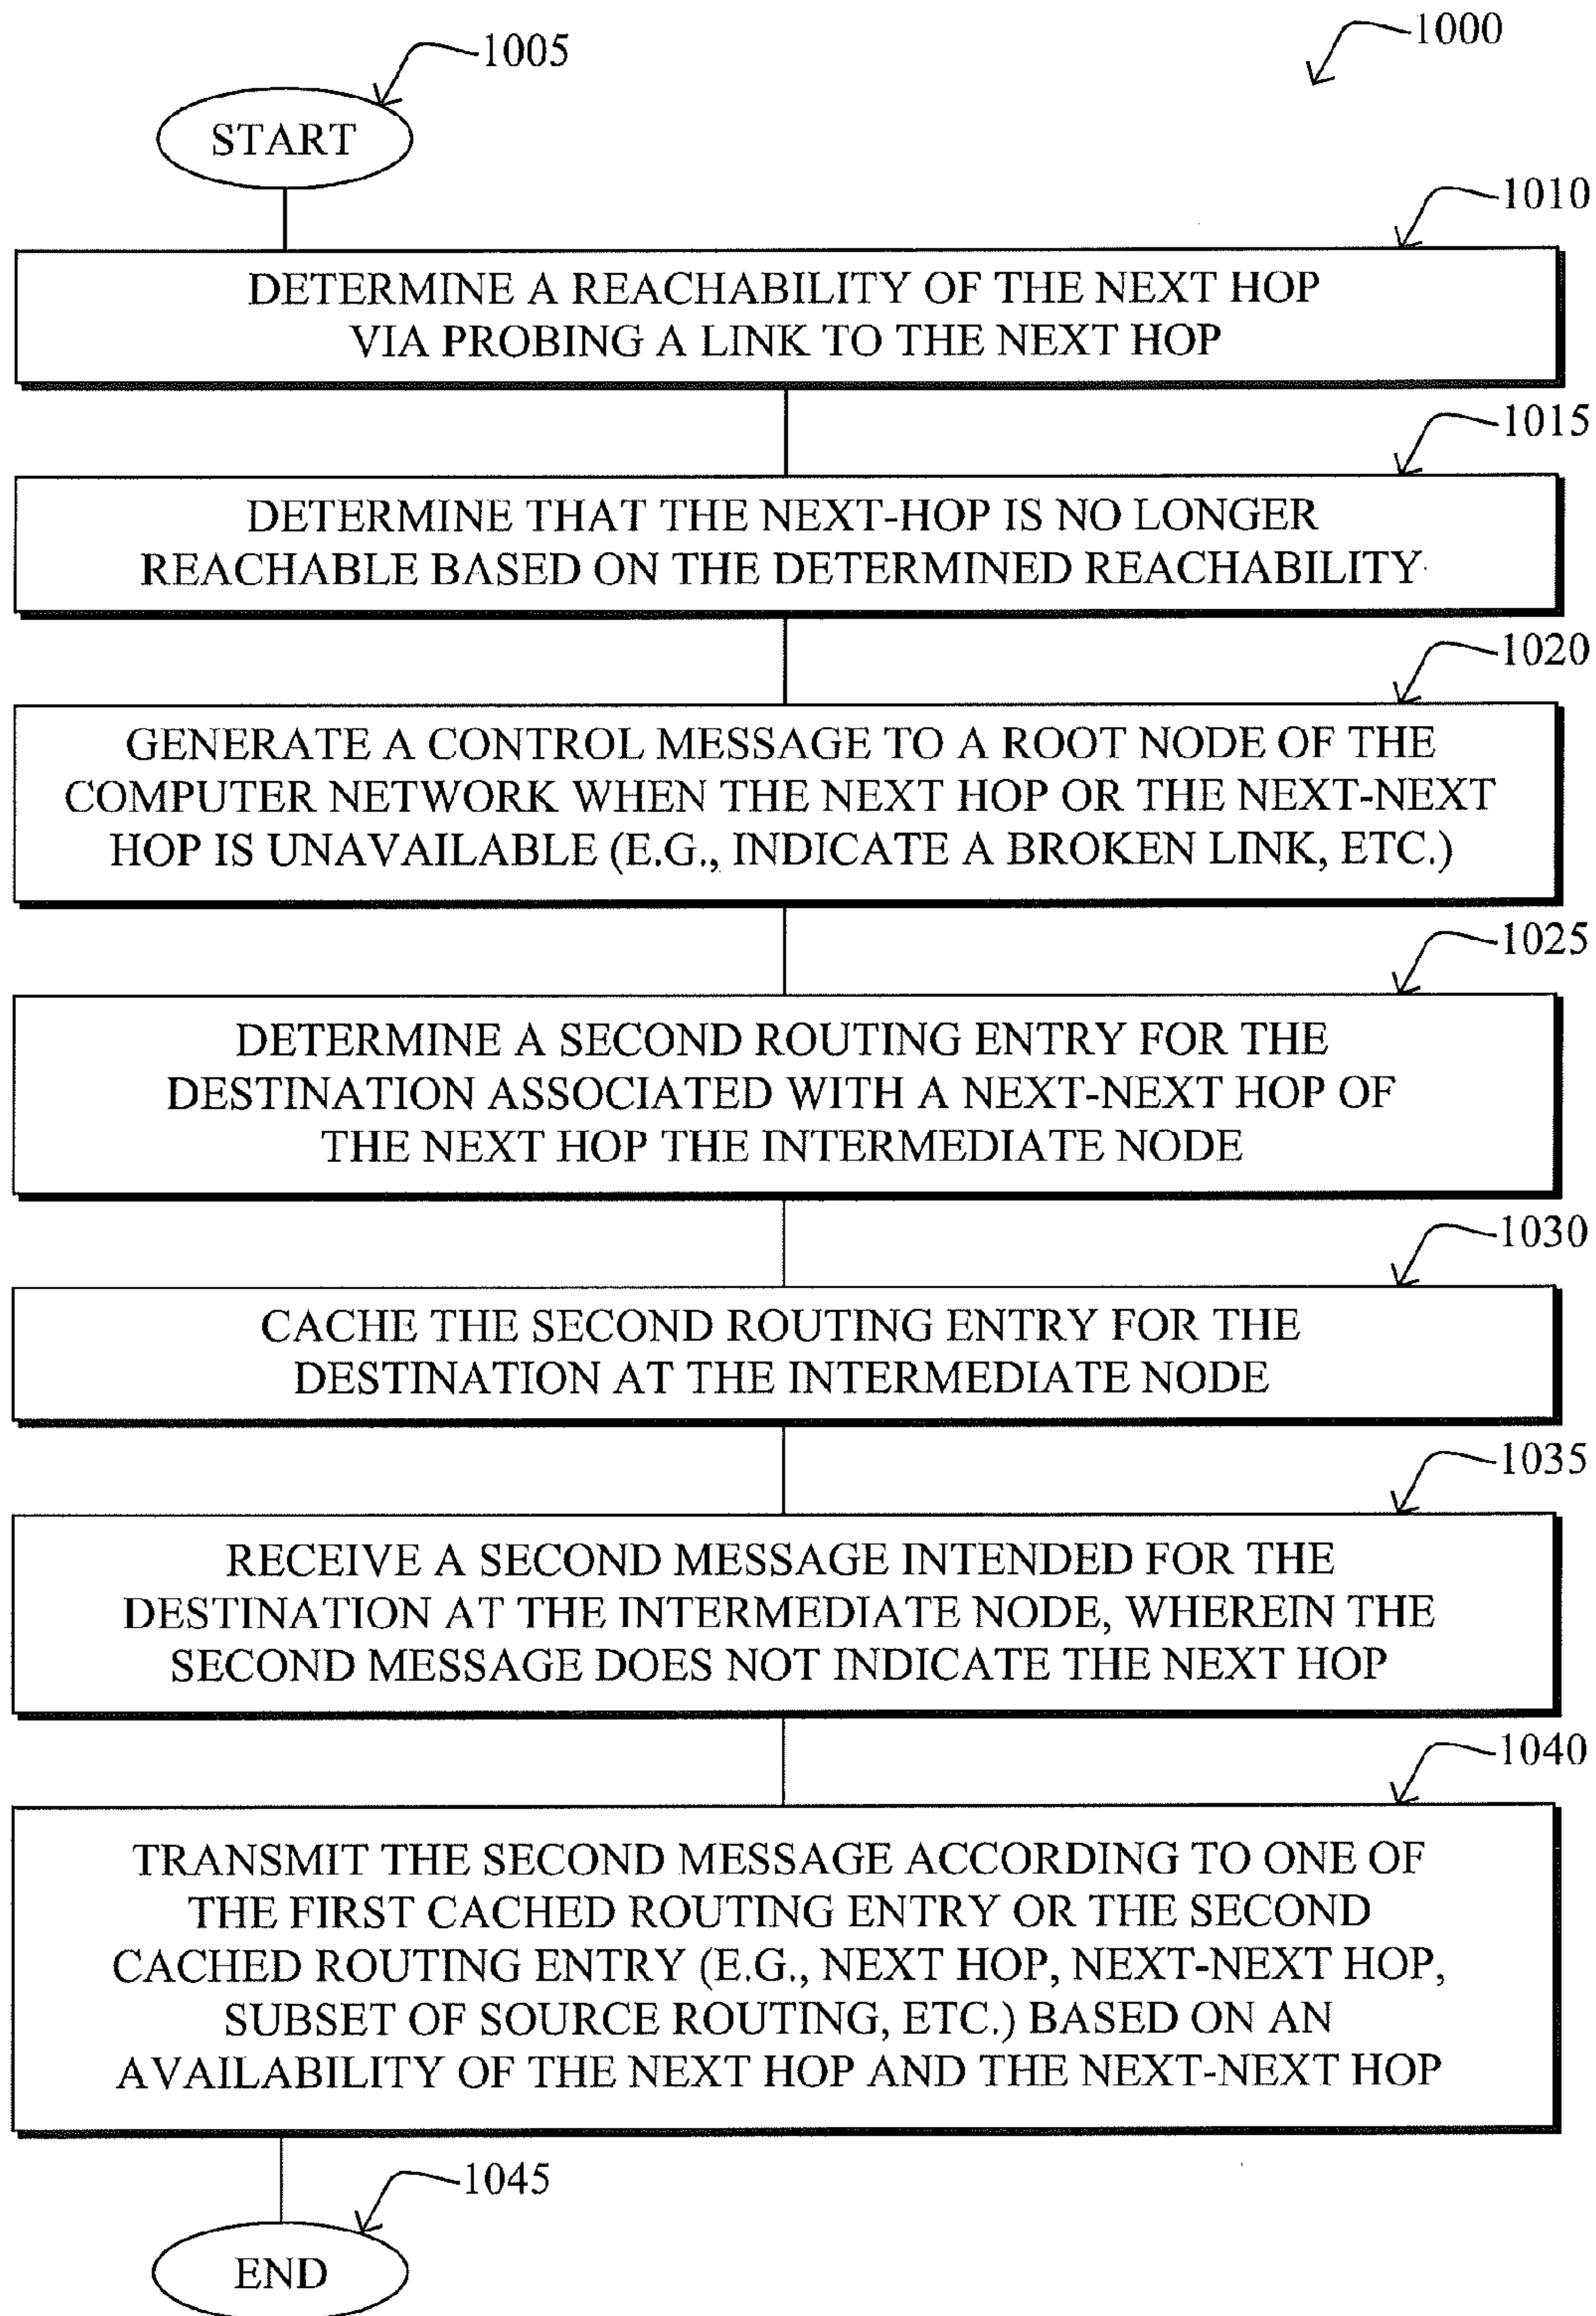 1000
1005
START
1010
DETERMINE A REACHABILITY OF THE NEXT HOP
VIA PROBING A LINK TO THE NEXT HOP
1015
DETERMINE THAT THE NEXT-HOP IS NO LONGER
REACHABLE BASED ON THE DETERMINED REACHABILITY
1020
GENERATE A CONTROL MESSAGE TO A ROOT NODE OF THE
COMPUTER NETWORK WHEN THE NEXT HOP OR THE NEXT-NEXT
HOP IS UNAVAILABLE (E.G., INDICATE A BROKEN LINK, ETC.)
1025
DETERMINE A SECOND ROUTING ENTRY FOR THE
DESTINATION ASSOCIATED WITH A NEXT-NEXT HOP OF
THE NEXT HOP THE INTERMEDIATE NODE
1030
CACHE THE SECOND ROUTING ENTRY FOR THE
DESTINATION AT THE INTERMEDIATE NODE
1035
RECEIVE A SECOND MESSAGE INTENDED FOR THE
DESTINATION AT THE INTERMEDIATE NODE, WHEREIN THE
SECOND MESSAGE DOES NOT INDICATE THE NEXT HOP
1040
TRANSMIT THE SECOND MESSAGE ACCORDING TO ONE OF
THE FIRST CACHED ROUTING ENTRY OR THE SECOND
CACHED ROUTING ENTRY (E.G., NEXT HOP, NEXT-NEXT HOP,
SUBSET OF SOURCE ROUTING, ETC.) BASED ON AN
AVAILABILITY OF THE NEXT HOP AND THE NEXT-NEXT HOP
1045
END